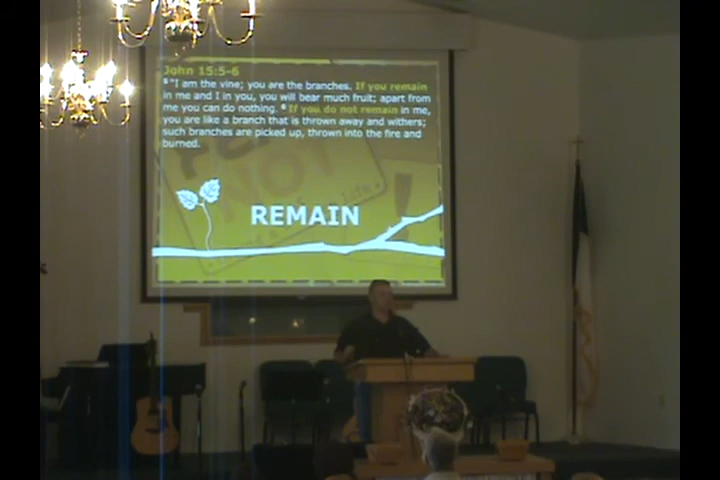 John 15:5-6
5 "I am the vine; you are the branches. If you remain
in me and I in you, you will bear much fruit; apart from
me you can do nothing. 6 If you do not remain in me,
you are like a branch that is thrown away and withers;
such branches are picked up, thrown into the fire and
burned.
NOT
REMAIN